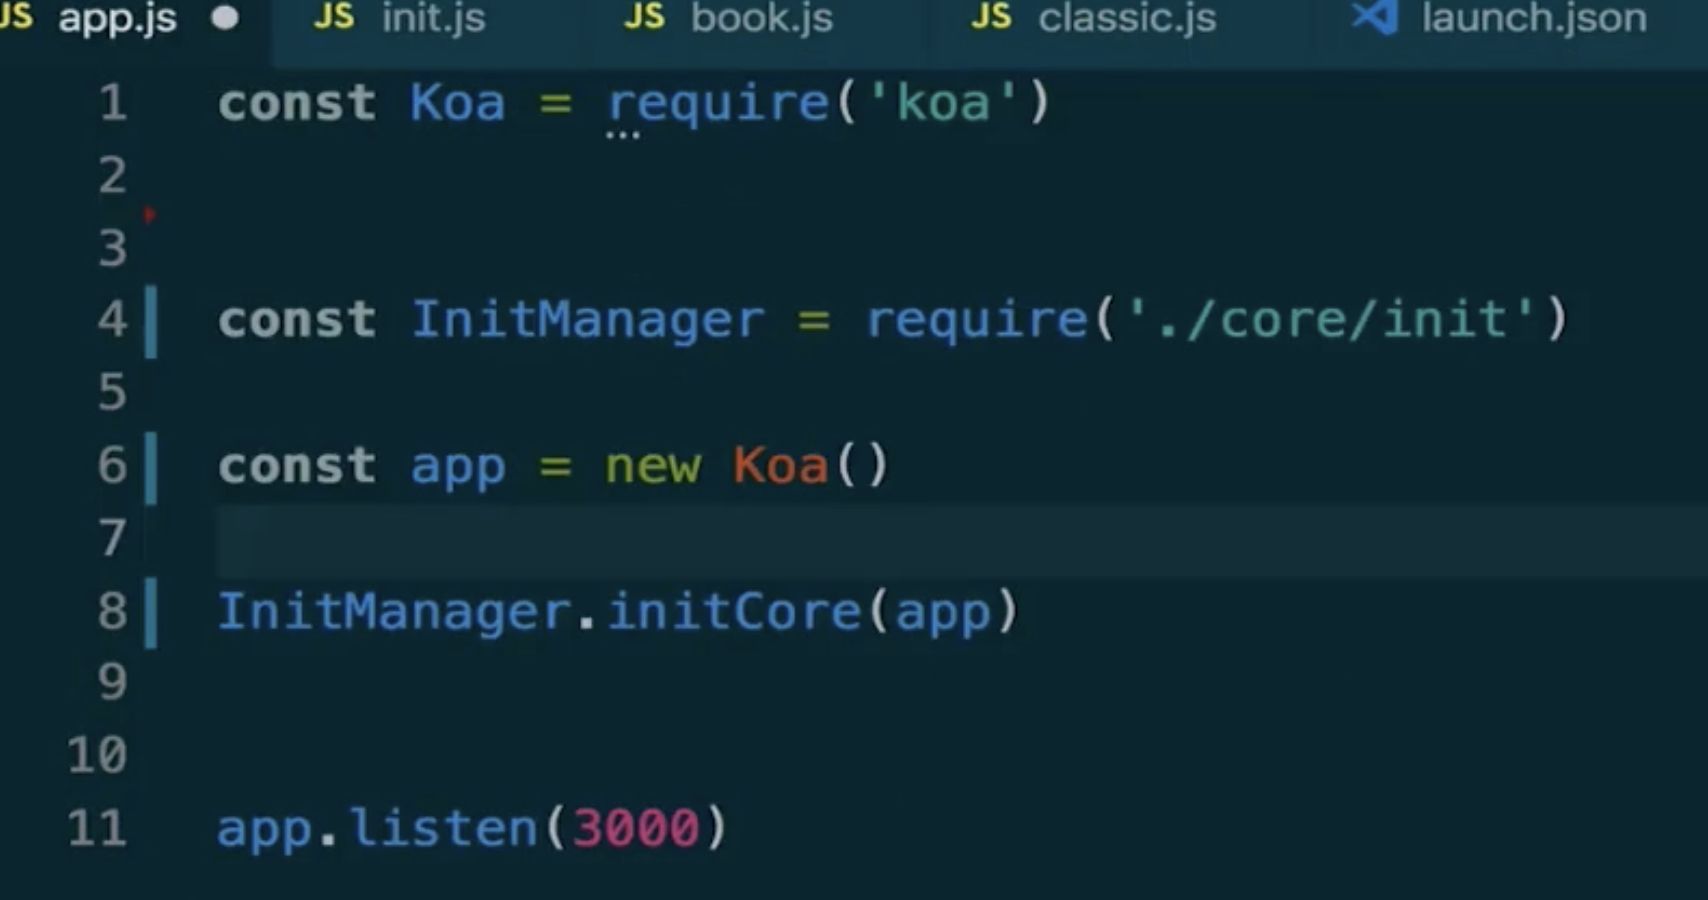 JS app.js ● JS init.js JS book.js JS classic.js launch.json
1 const Koa = require('koa')
2
3
4 const InitManager = require('./core/init')
5
6 const app = new Koa()
7
8 InitManager.initCore(app)
9
10
11 app.listen(3000)